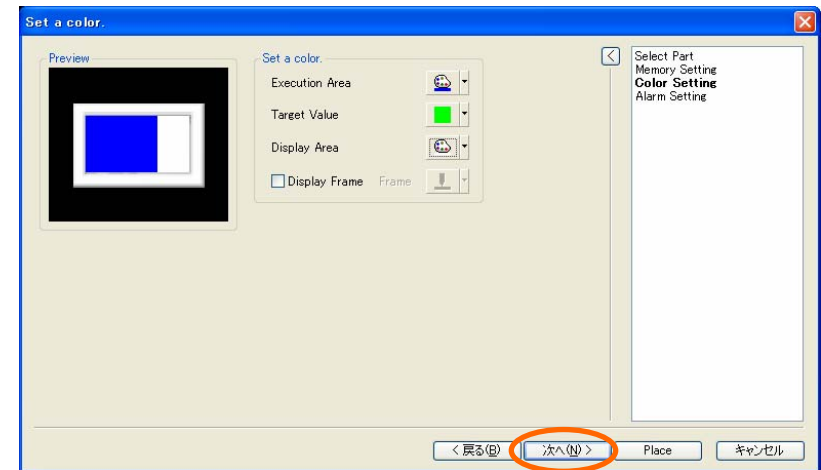 Set a color.
Preview
Set a color.
Execution Area
Target Value
Display Area
Display Frame Frame
Select Part
Memory Setting
Color Setting
Alarm Setting
< 戻る(B)
次へ(N) >
Place
キャンセル